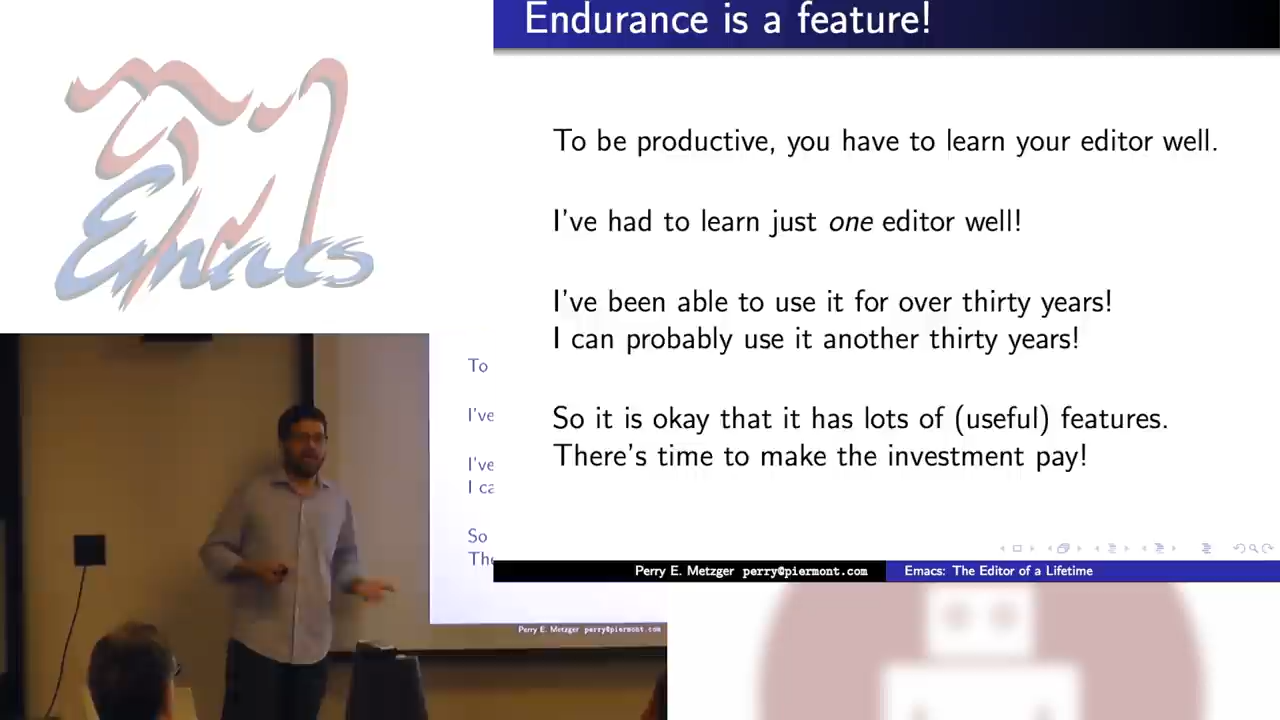 Endurance is a feature!
Emacs
To be productive, you have to learn your editor well.
I've had to learn just one editor well!
I've been able to use it for over thirty years!
I can probably use it another thirty years!
So it is okay that it has lots of (useful) features.
There's time to make the investment pay!
Perry E. Metzger perry@piermont.com
Emacs: The Editor of a Lifetime
To
I've
I've
I ca
So
The
Perry E. Metzger perry@piermont.com